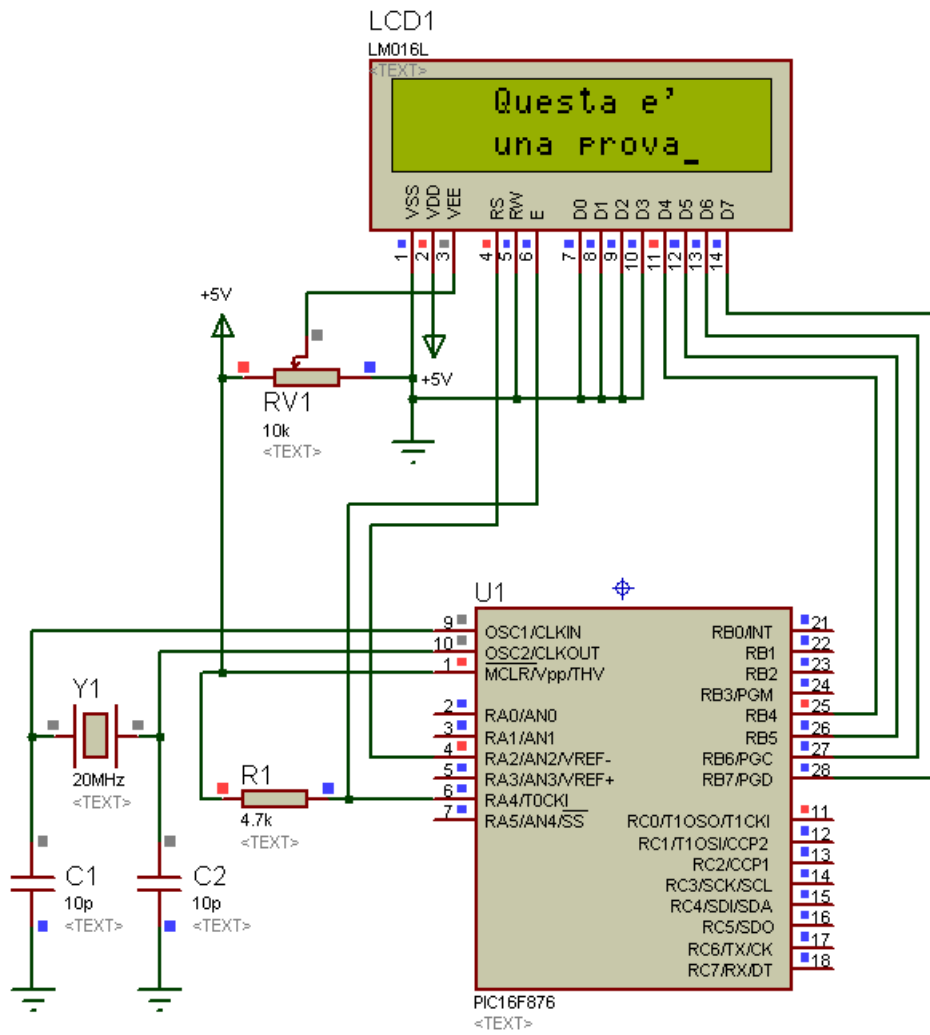 LCD1
LM016L
<TEXT>
Questa e'
una prova_
VSS VDD VEE RS RW E D0 D1 D2 D3 D4 D5 D6 D7
1 2 3 4 5 6 7 8 9 10 11 12 13 14
+5V
+5V
RV1
10k
<TEXT>
U1
9 OSC1/CLKIN RB0/INT 21
10 OSC2/CLKOUT RB1 22
1 MCLR/Vpp/THV RB2 23
RB3/PGM 24
2 RA0/AN0 RB4 25
3 RA1/AN1 RB5 26
4 RA2/AN2/VREF- RB6/PGC 27
5 RA3/AN3/VREF+ RB7/PGD 28
6 RA4/T0CKI
7 RA5/AN4/SS RC0/T1OSO/T1CKI 11
RC1/T1OSI/CCP2 12
RC2/CCP1 13
RC3/SCK/SCL 14
RC4/SDI/SDA 15
RC5/SDO 16
RC6/TX/CK 17
RC7/RX/DT 18
PIC16F876
<TEXT>
Y1
20MHz
<TEXT>
R1
4.7k
<TEXT>
C1
10p
<TEXT>
C2
10p
<TEXT>